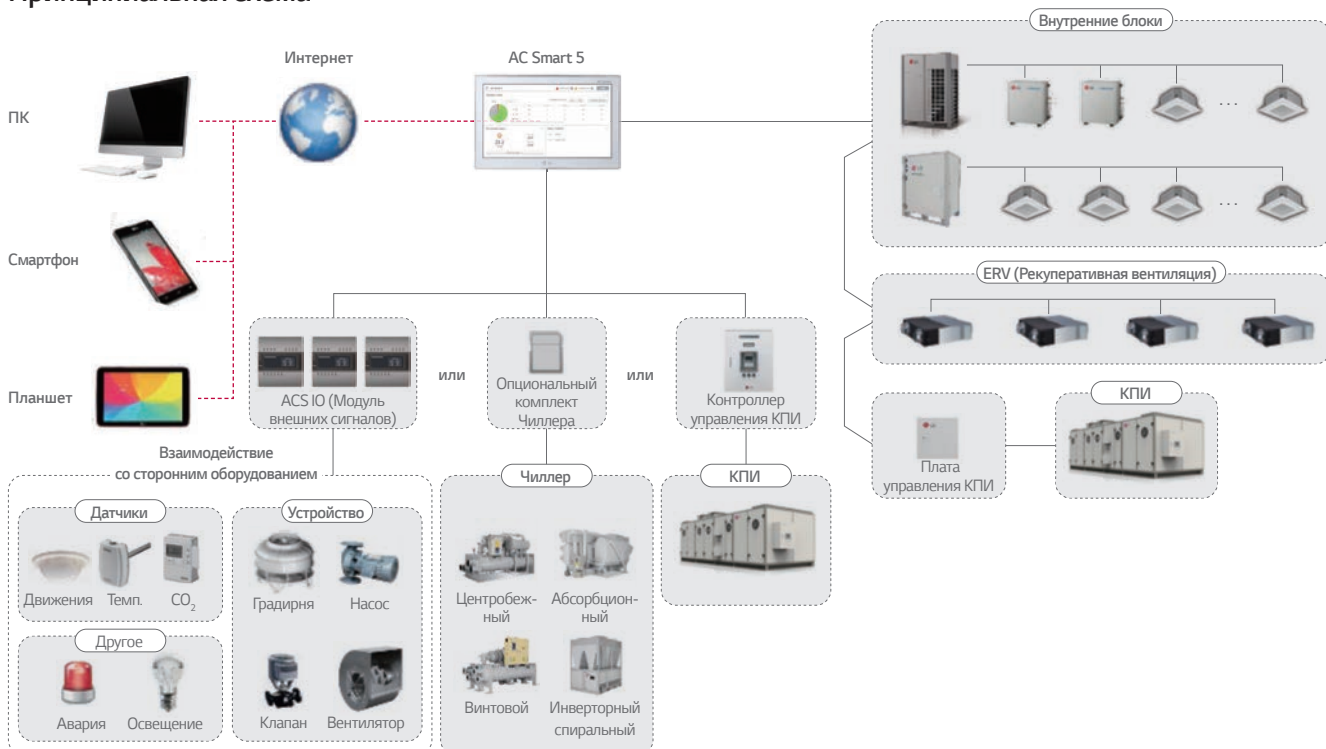 Внутренние блоки
Интернет
AC Smart 5
ПК
Смартфон
ERV (Рекуперативная вентиляция)
Планшет
ACS IO (Модуль
внешних сигналов)
или
Опциональный
комплект
Чиллера
или
Контроллер
управления КПИ
Плата
управления КПИ
КПИ
Взаимодействие
со сторонним оборудованием
Чиллер
КПИ
Датчики
Устройство
Движения
Темп.
CO2
Градирня
Насос
Центробеж-
ный
Абсорбцион-
ный
Другое
Авария
Освещение
Клапан
Вентилятор
Винтовой
Инверторный
спиральный